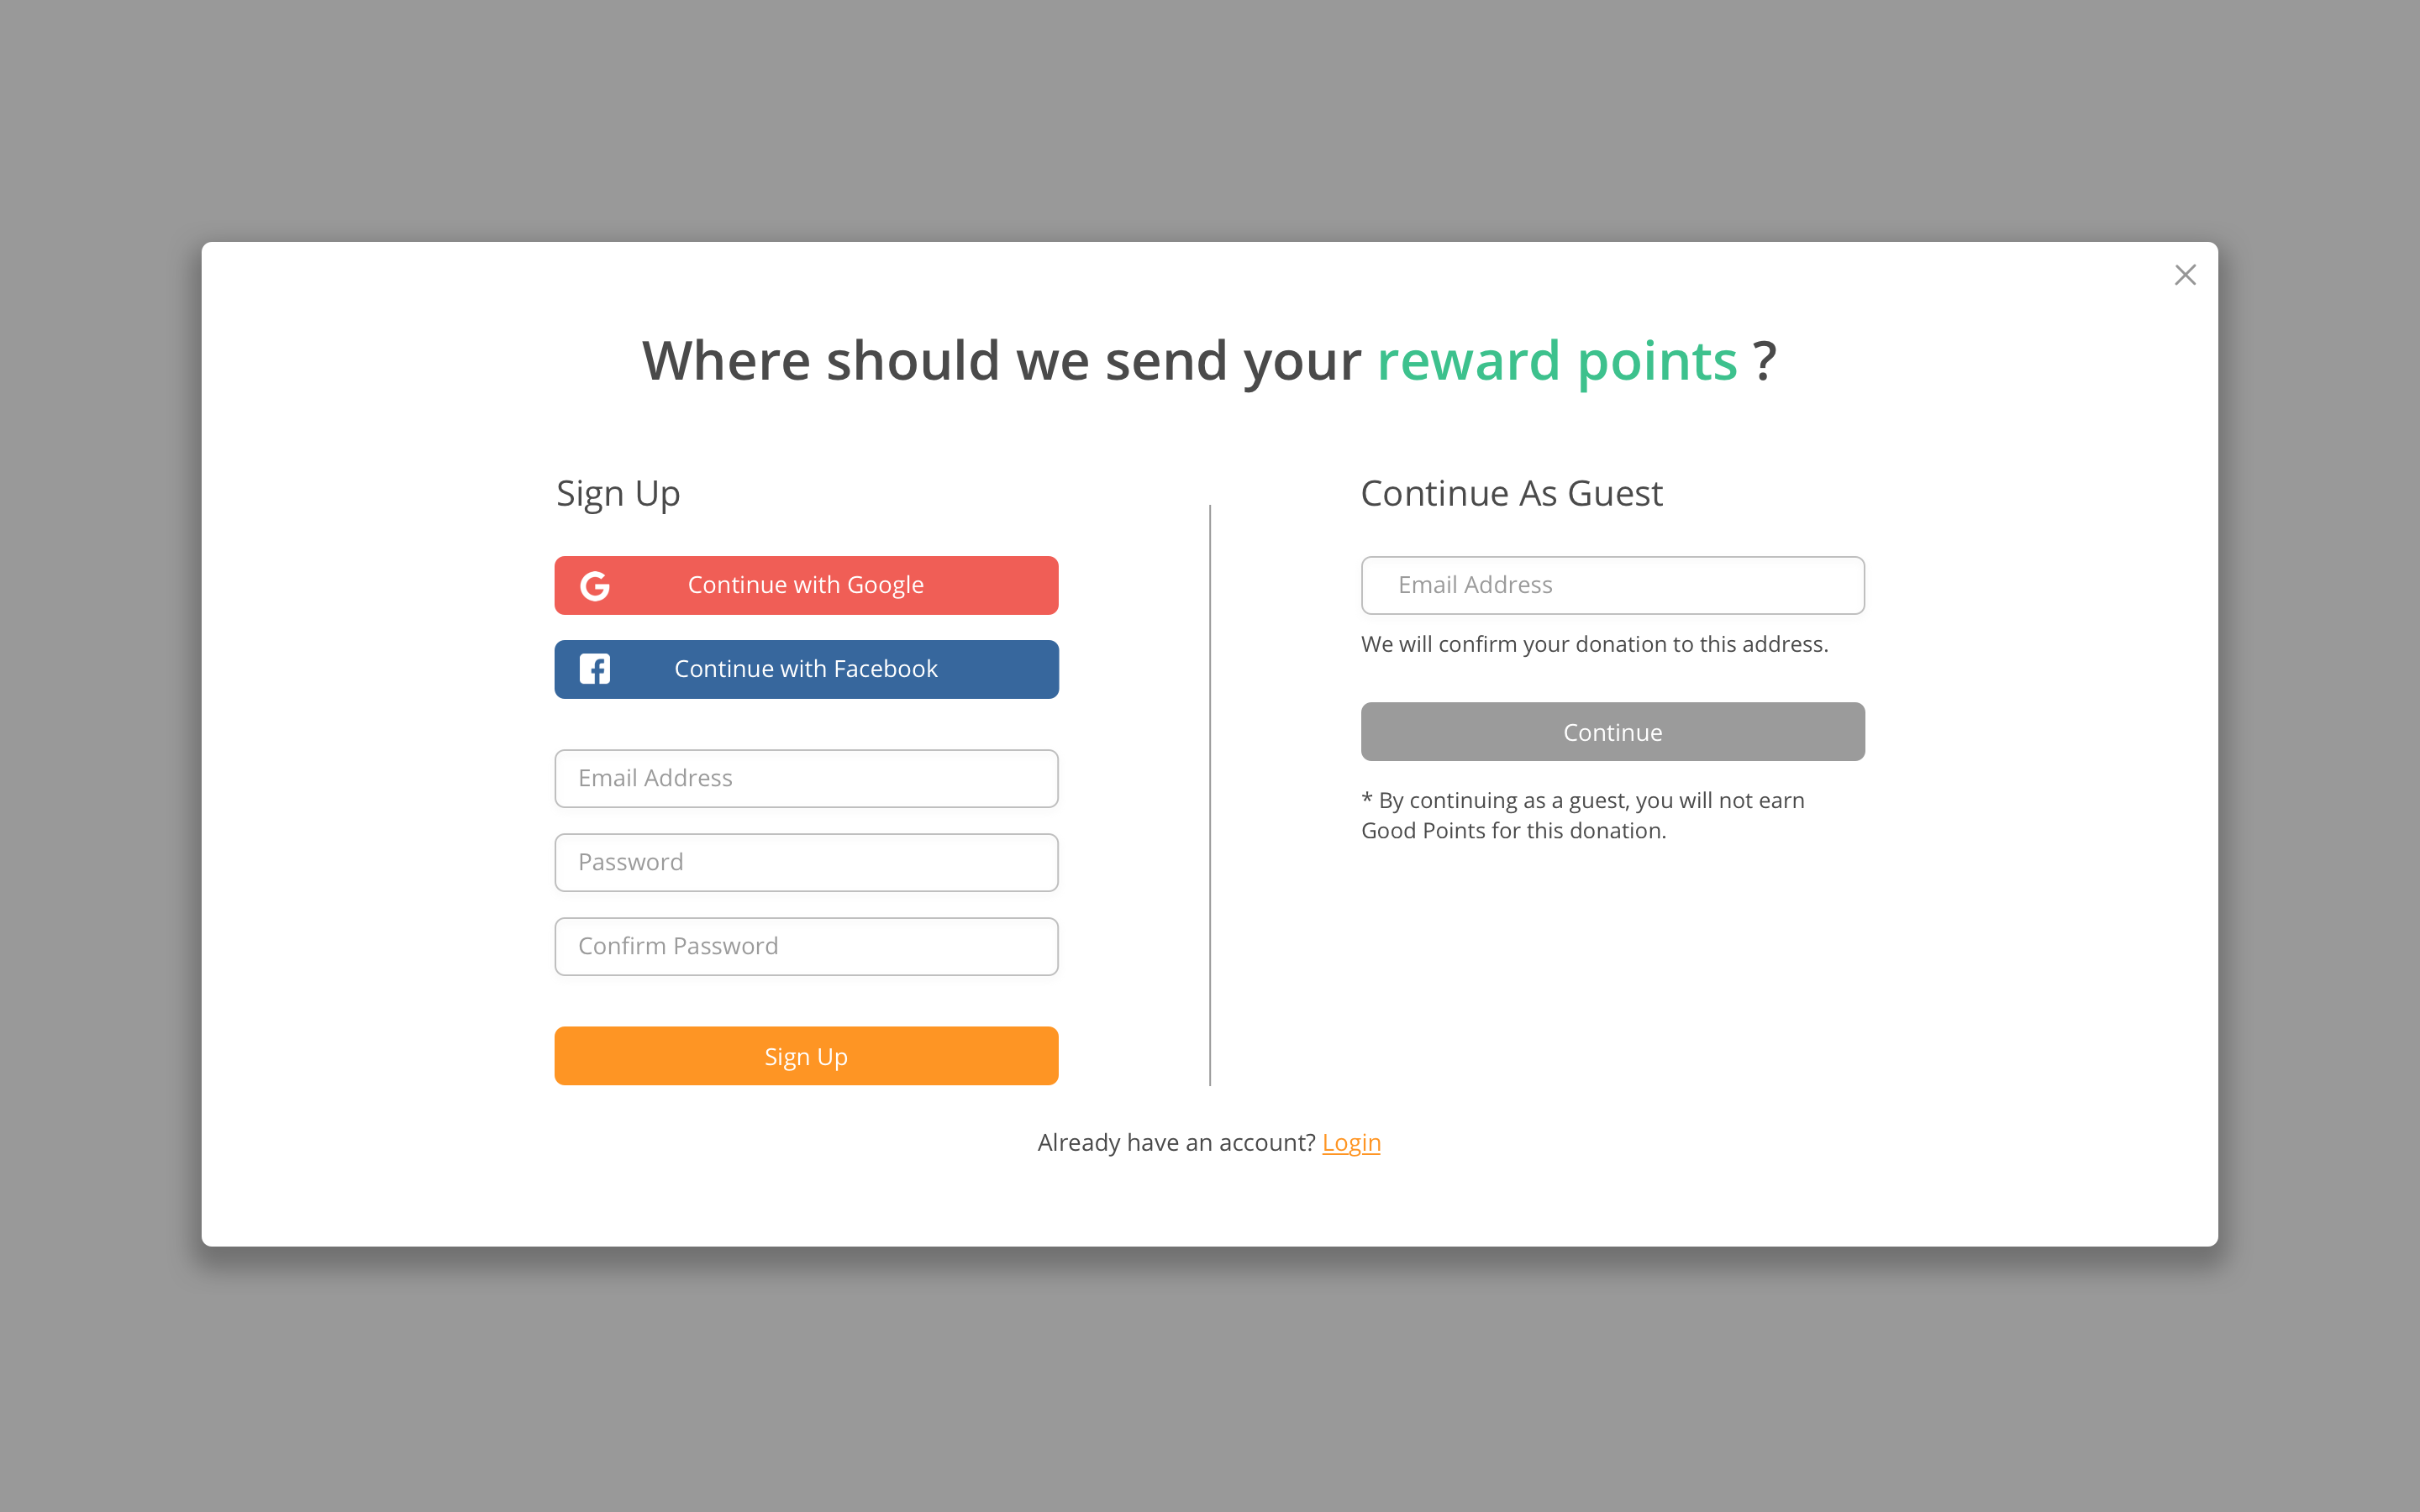 Where should we send your reward points ?
Sign Up
Continue with Google
Continue with Facebook
Email Address
Password
Confirm Password
Sign Up
Continue As Guest
Email Address
We will confirm your donation to this address.
Continue
* By continuing as a guest, you will not earn
Good Points for this donation.
Already have an account? Login